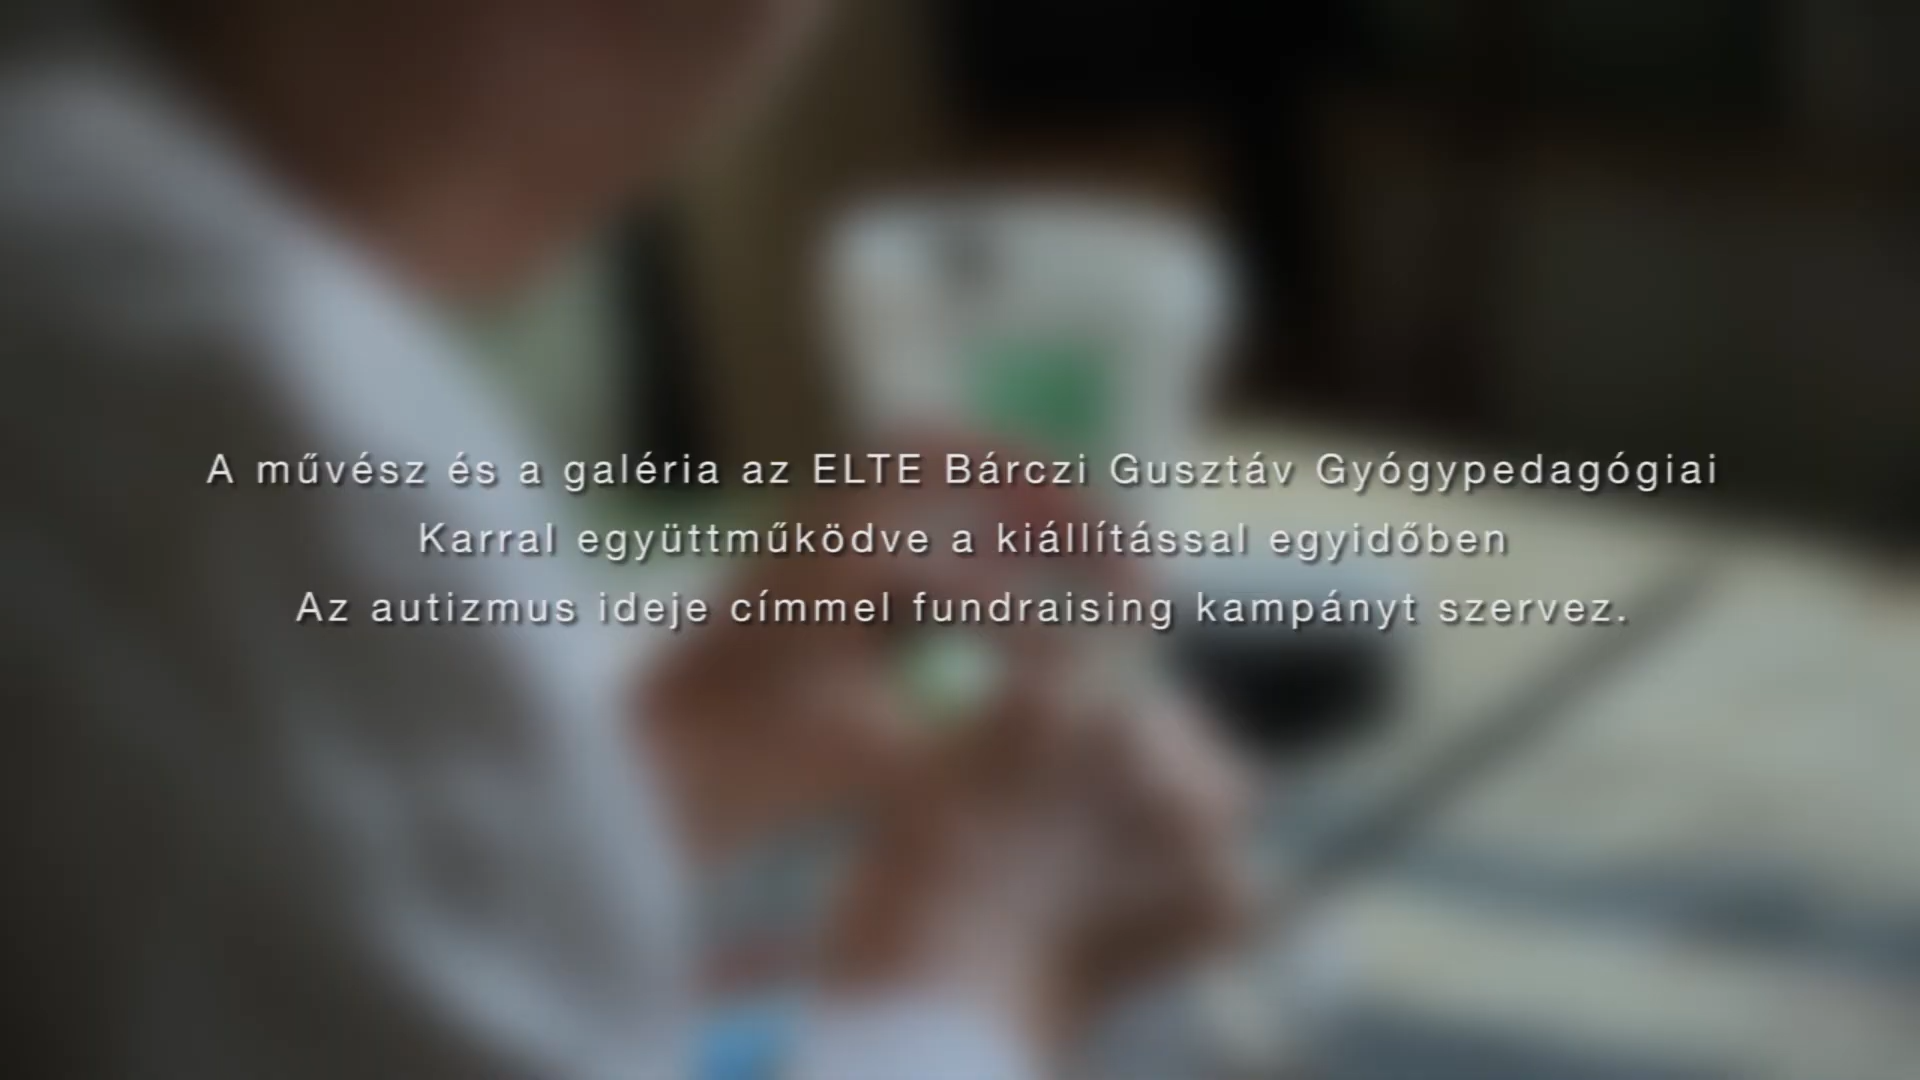 A művész és a galéria az ELTE Bárczi Gusztáv Gyógypedagógiai
Karral együttműködve a kiállítással egyidőben
Az autizmus ideje címmel fundraising kampányt szervez.